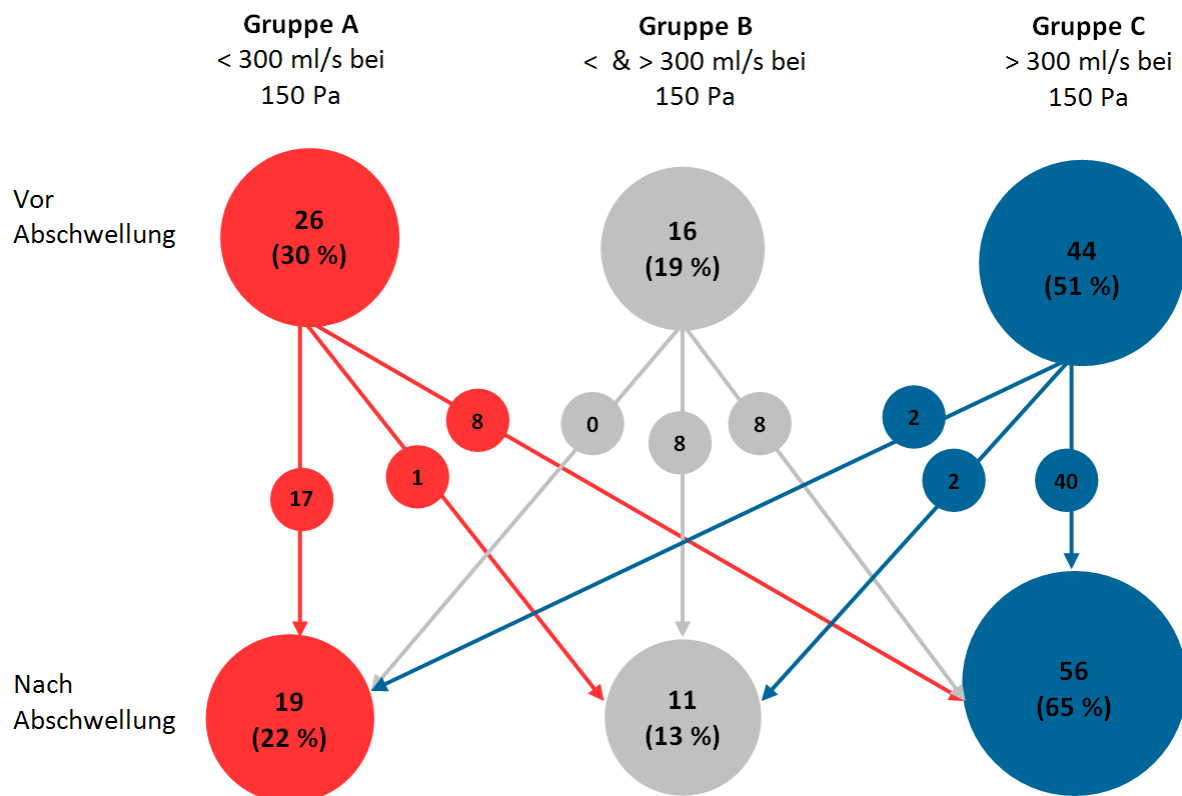 Gruppe A
< 300 ml/s bei
150 Pa
Gruppe B
< & > 300 ml/s bei
150 Pa
Gruppe C
> 300 ml/s bei
150 Pa
Vor
Abschwellung
26
(30 %)
16
(19 %)
44
(51 %)
8
0
8
8
2
17
1
2
40
Nach
Abschwellung
19
(22 %)
11
(13 %)
56
(65 %)